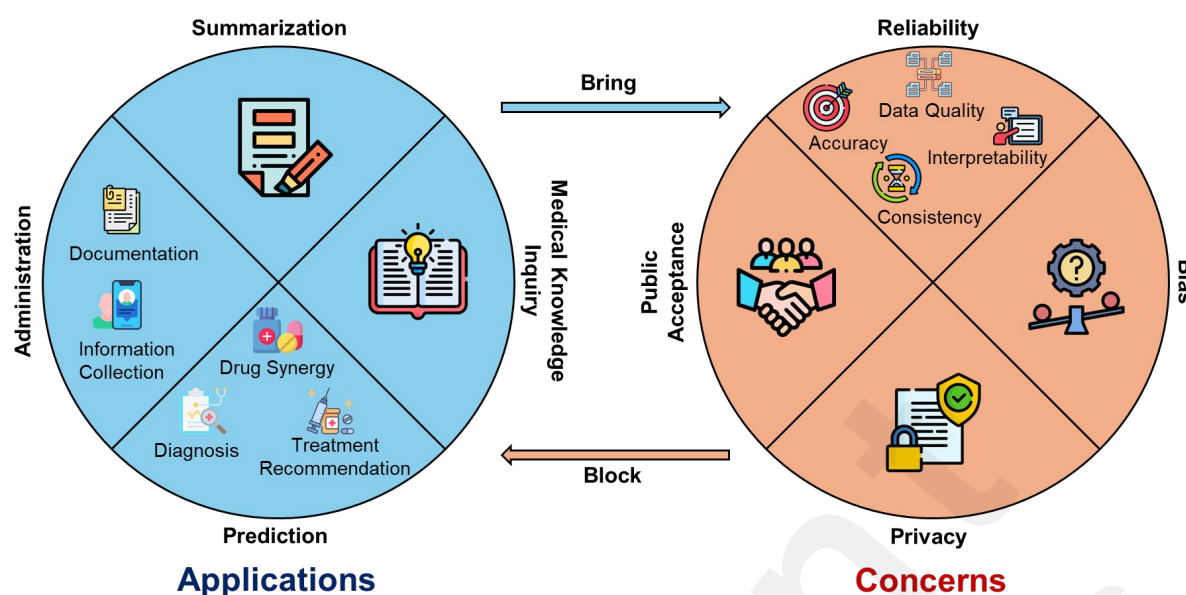 Summarization
Administration
Documentation
Information
Collection
Drug Synergy
Diagnosis
Treatment
Recommendation
Medical Knowledge
Inquiry
Prediction
Applications
Bring
Block
Reliability
Data Quality
Accuracy
Interpretability
Consistency
Public
Acceptance
?
Bias
Privacy
Concerns